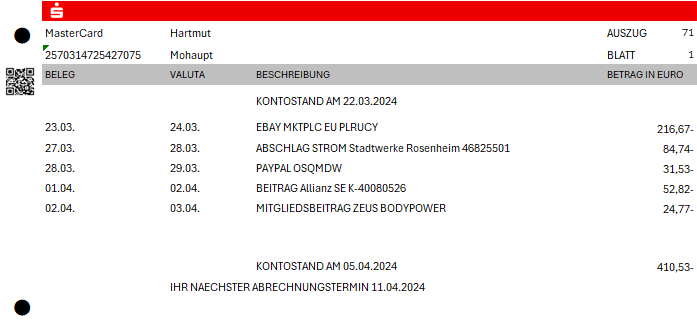 MasterCard Hartmut AUSZUG 71
2570314725427075 Mohaupt BLATT 1
BELEG VALUTA BESCHREIBUNG BETRAG IN EURO
KONTOSTAND AM 22.03.2024
23.03. 24.03. EBAY MKTPLC EU PLRUCY 216,67-
27.03. 28.03. ABSCHLAG STROM Stadtwerke Rosenheim 46825501 84,74-
28.03. 29.03. PAYPAL OSQMDW 31,53-
01.04. 02.04. BEITRAG Allianz SE K-40080526 52,82-
02.04. 03.04. MITGLIEDSBEITRAG ZEUS BODYPOWER 24,77-
KONTOSTAND AM 05.04.2024 410,53-
IHR NAECHSTER ABRECHNUNGSTERMIN 11.04.2024